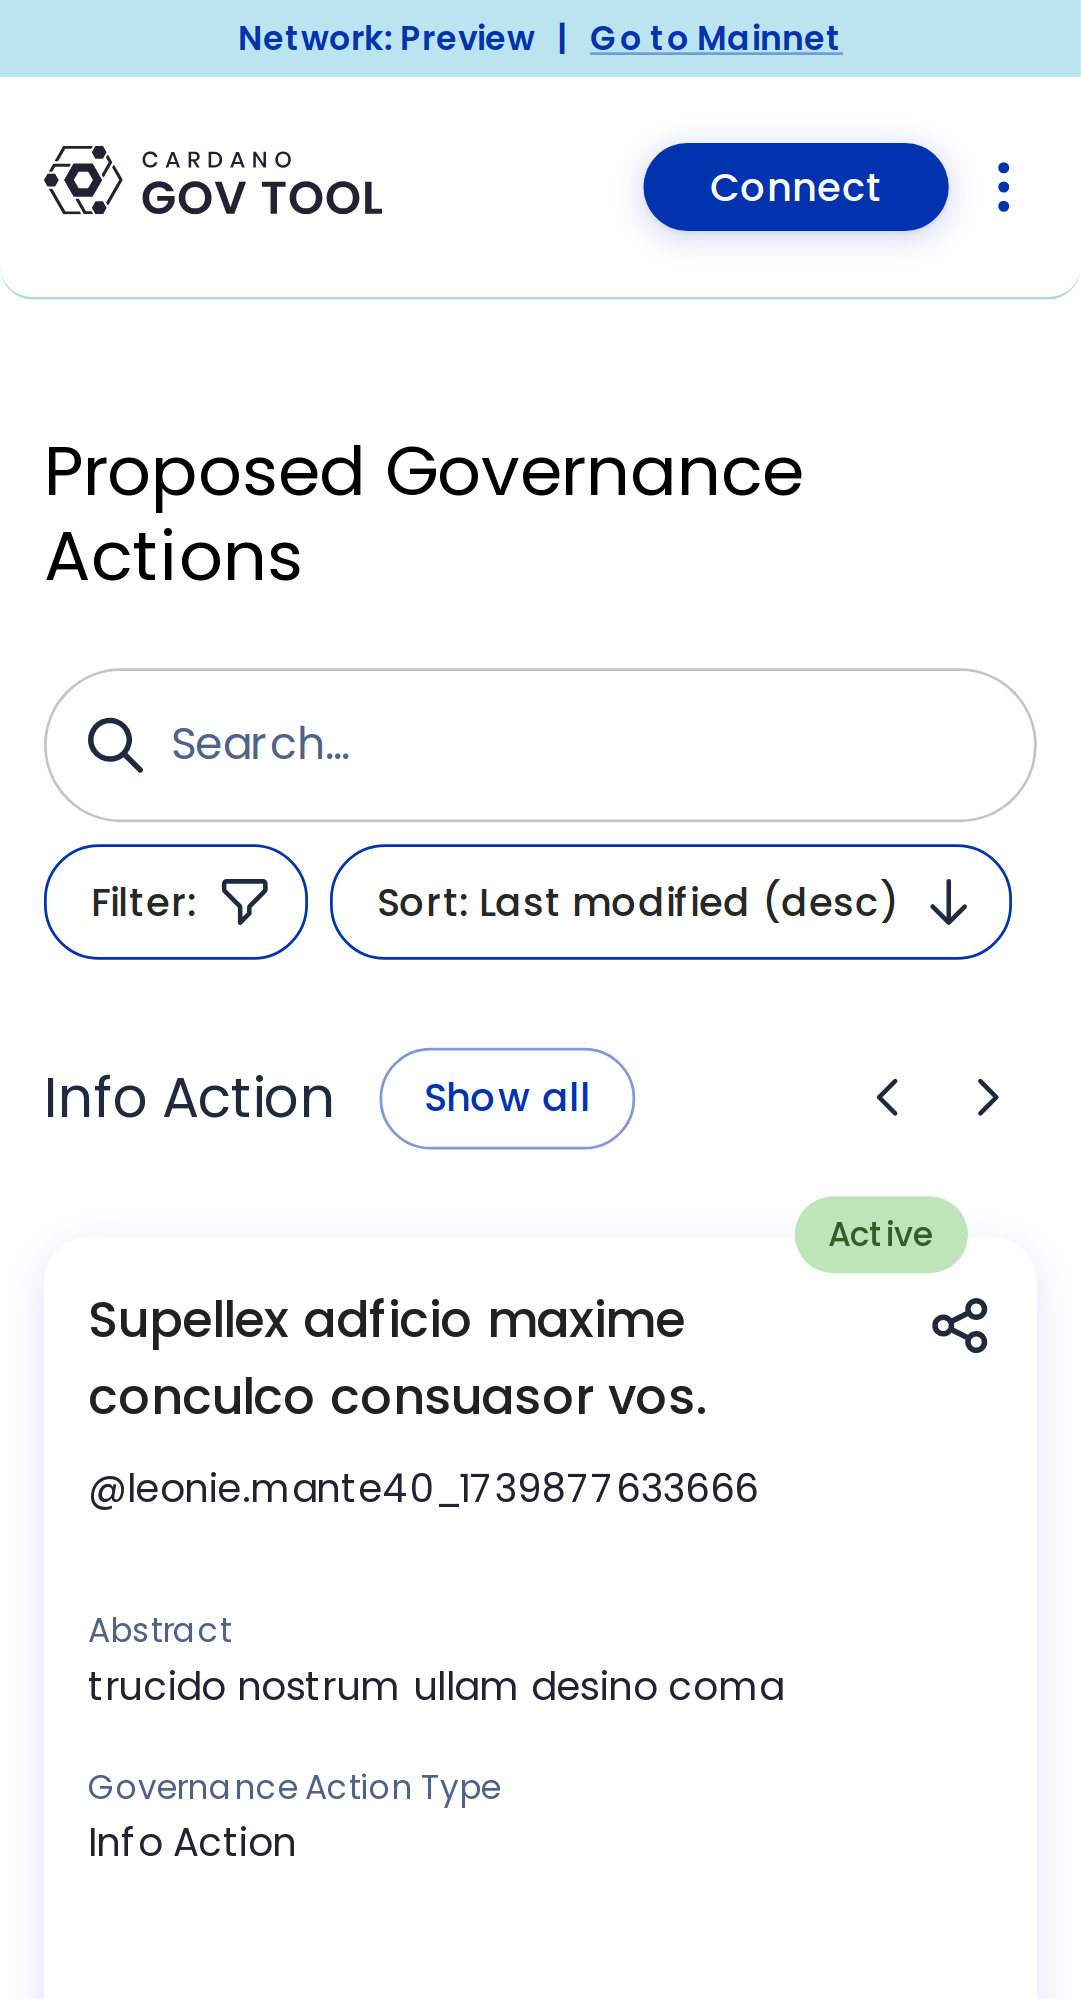 Network: Preview | Go to Mainnet
CARDANO
GOV TOOL
Connect
Proposed Governance
Actions
Search...
Filter:
Sort: Last modified (desc)
Info Action
Show all
Active
Supellex adficio maxime
conculco consuasor vos.
@leonie.mante40_1739877633666
Abstract
trucido nostrum ullam desino coma
Governance Action Type
Info Action